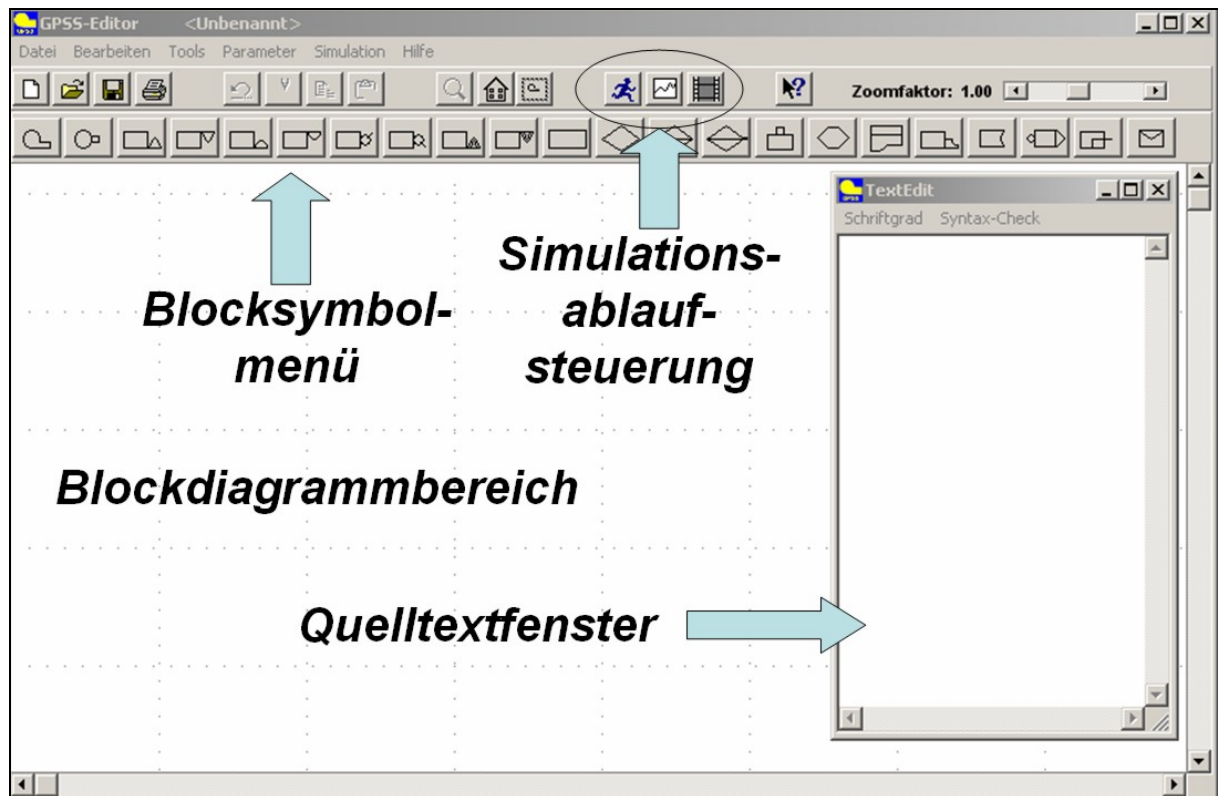 GPSS-Editor <Unbenannt>
Datei Bearbeiten Tools Parameter Simulation Hilfe
Zoomfaktor: 1.00
TextEdit
Schriftgrad Syntax-Check
Blocksymbol-
menü
Simulations-
ablauf-
steuerung
Blockdiagrammbereich
Quelltextfenster